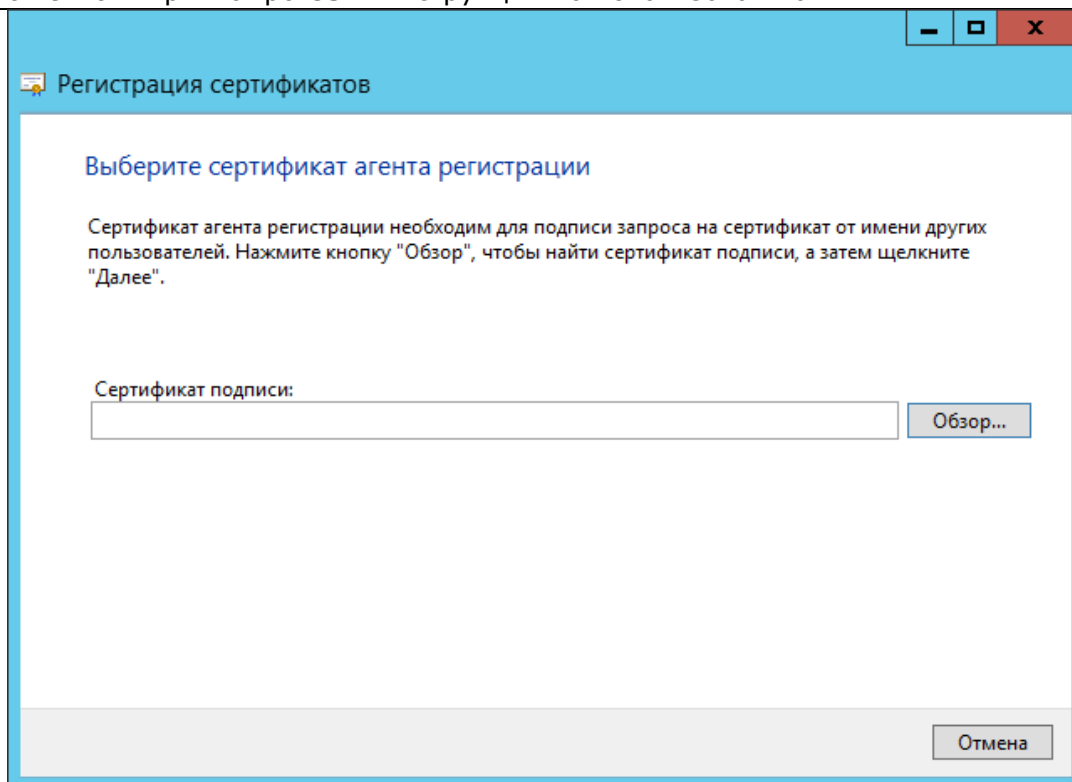 Регистрация сертификатов
Выберите сертификат агента регистрации
Сертификат агента регистрации необходим для подписи запроса на сертификат от имени других
пользователей. Нажмите кнопку "Обзор", чтобы найти сертификат подписи, а затем щелкните
"Далее".
Сертификат подписи:
Обзор...
Отмена